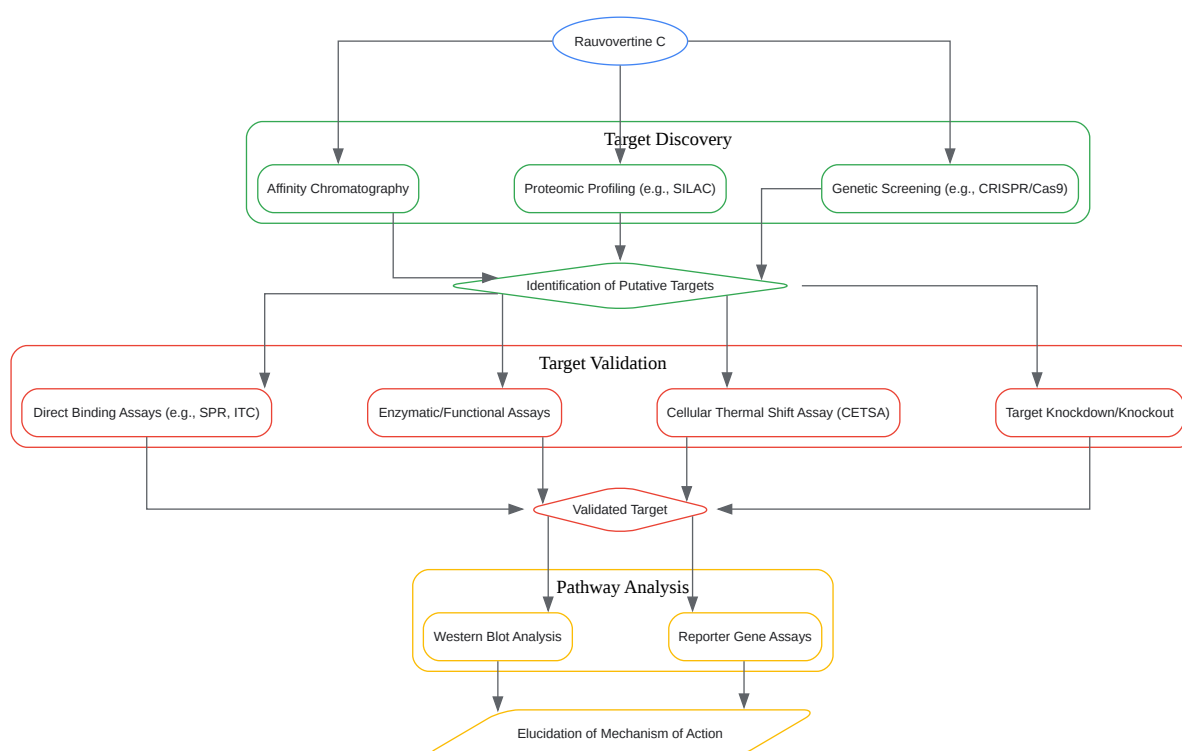 Rauvovertine C
Target Discovery
Affinity Chromatography
Proteomic Profiling (e.g., SILAC)
Genetic Screening (e.g., CRISPR/Cas9)
Identification of Putative Targets
Target Validation
Direct Binding Assays (e.g., SPR, ITC)
Enzymatic/Functional Assays
Cellular Thermal Shift Assay (CETSA)
Target Knockdown/Knockout
Validated Target
Pathway Analysis
Western Blot Analysis
Reporter Gene Assays
Elucidation of Mechanism of Action